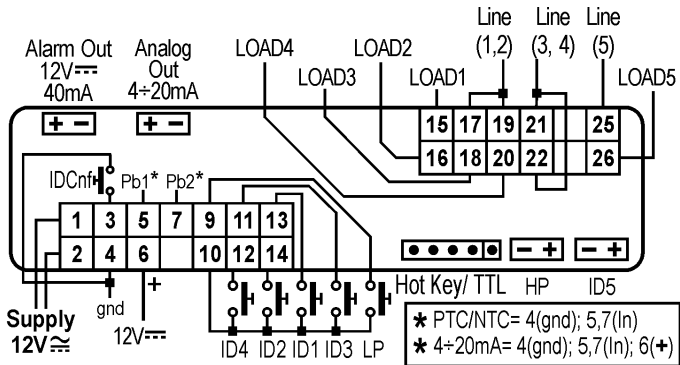 Line
(1,2)
Line
(3, 4)
Line
(5)
Alarm Out
12V⎓
40mA
Analog
Out
4÷20mA
LOAD4
LOAD3
LOAD2
LOAD1
LOAD5
+ -
+ -
15 17 19 21 25
16 18 20 22 26
IDCnf
Pb1*
Pb2*
1 3 5 7 9 11 13
2 4 6 10 12 14
Supply
12V≂
gnd
+
12V⎓
ID4 ID2 ID1 ID3 LP
Hot Key/ TTL
- +
HP
- +
ID5
* PTC/NTC= 4(gnd); 5,7(In)
* 4÷20mA= 4(gnd); 5,7(In); 6(+)